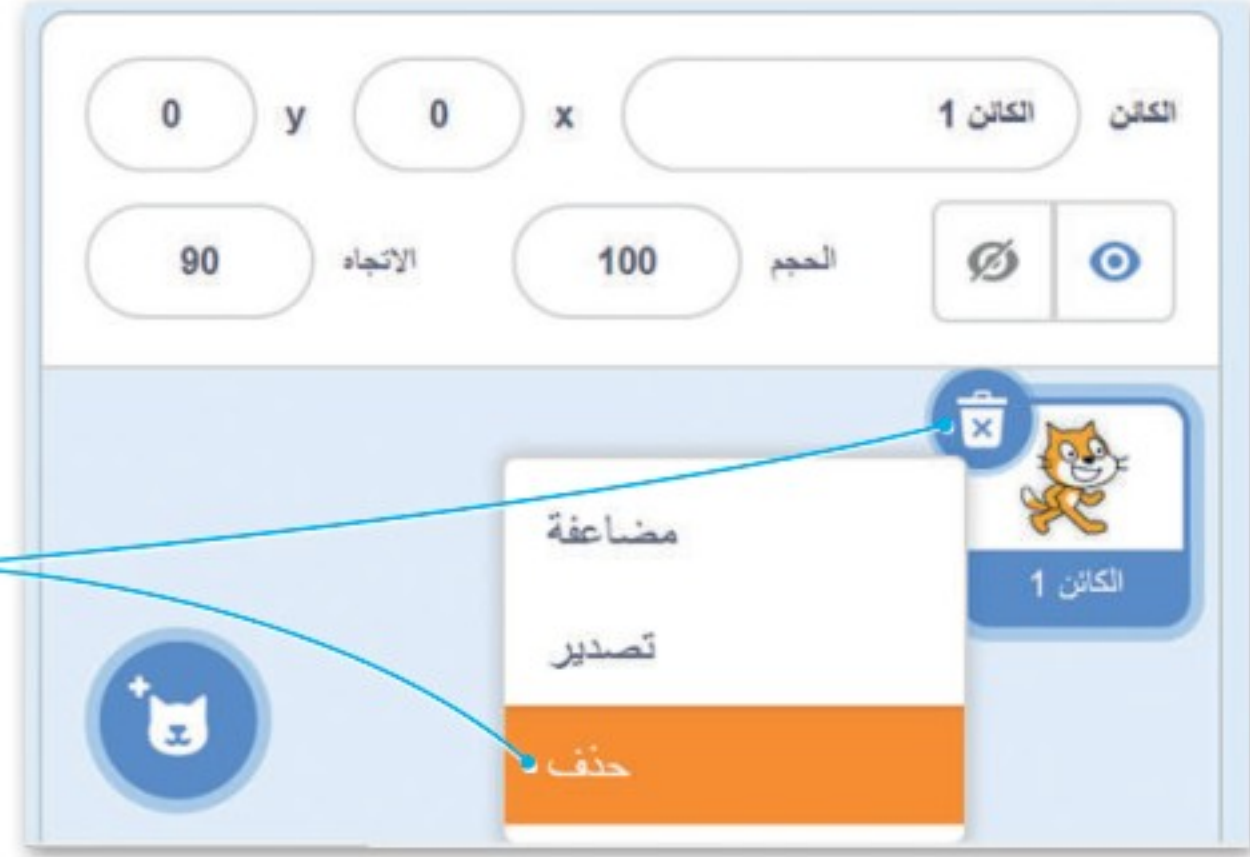 الكائن الكائن 1 x 0 y 0
الحجم 100 الاتجاه 90
مضاعفة
تصدير
حذف
الكائن 1